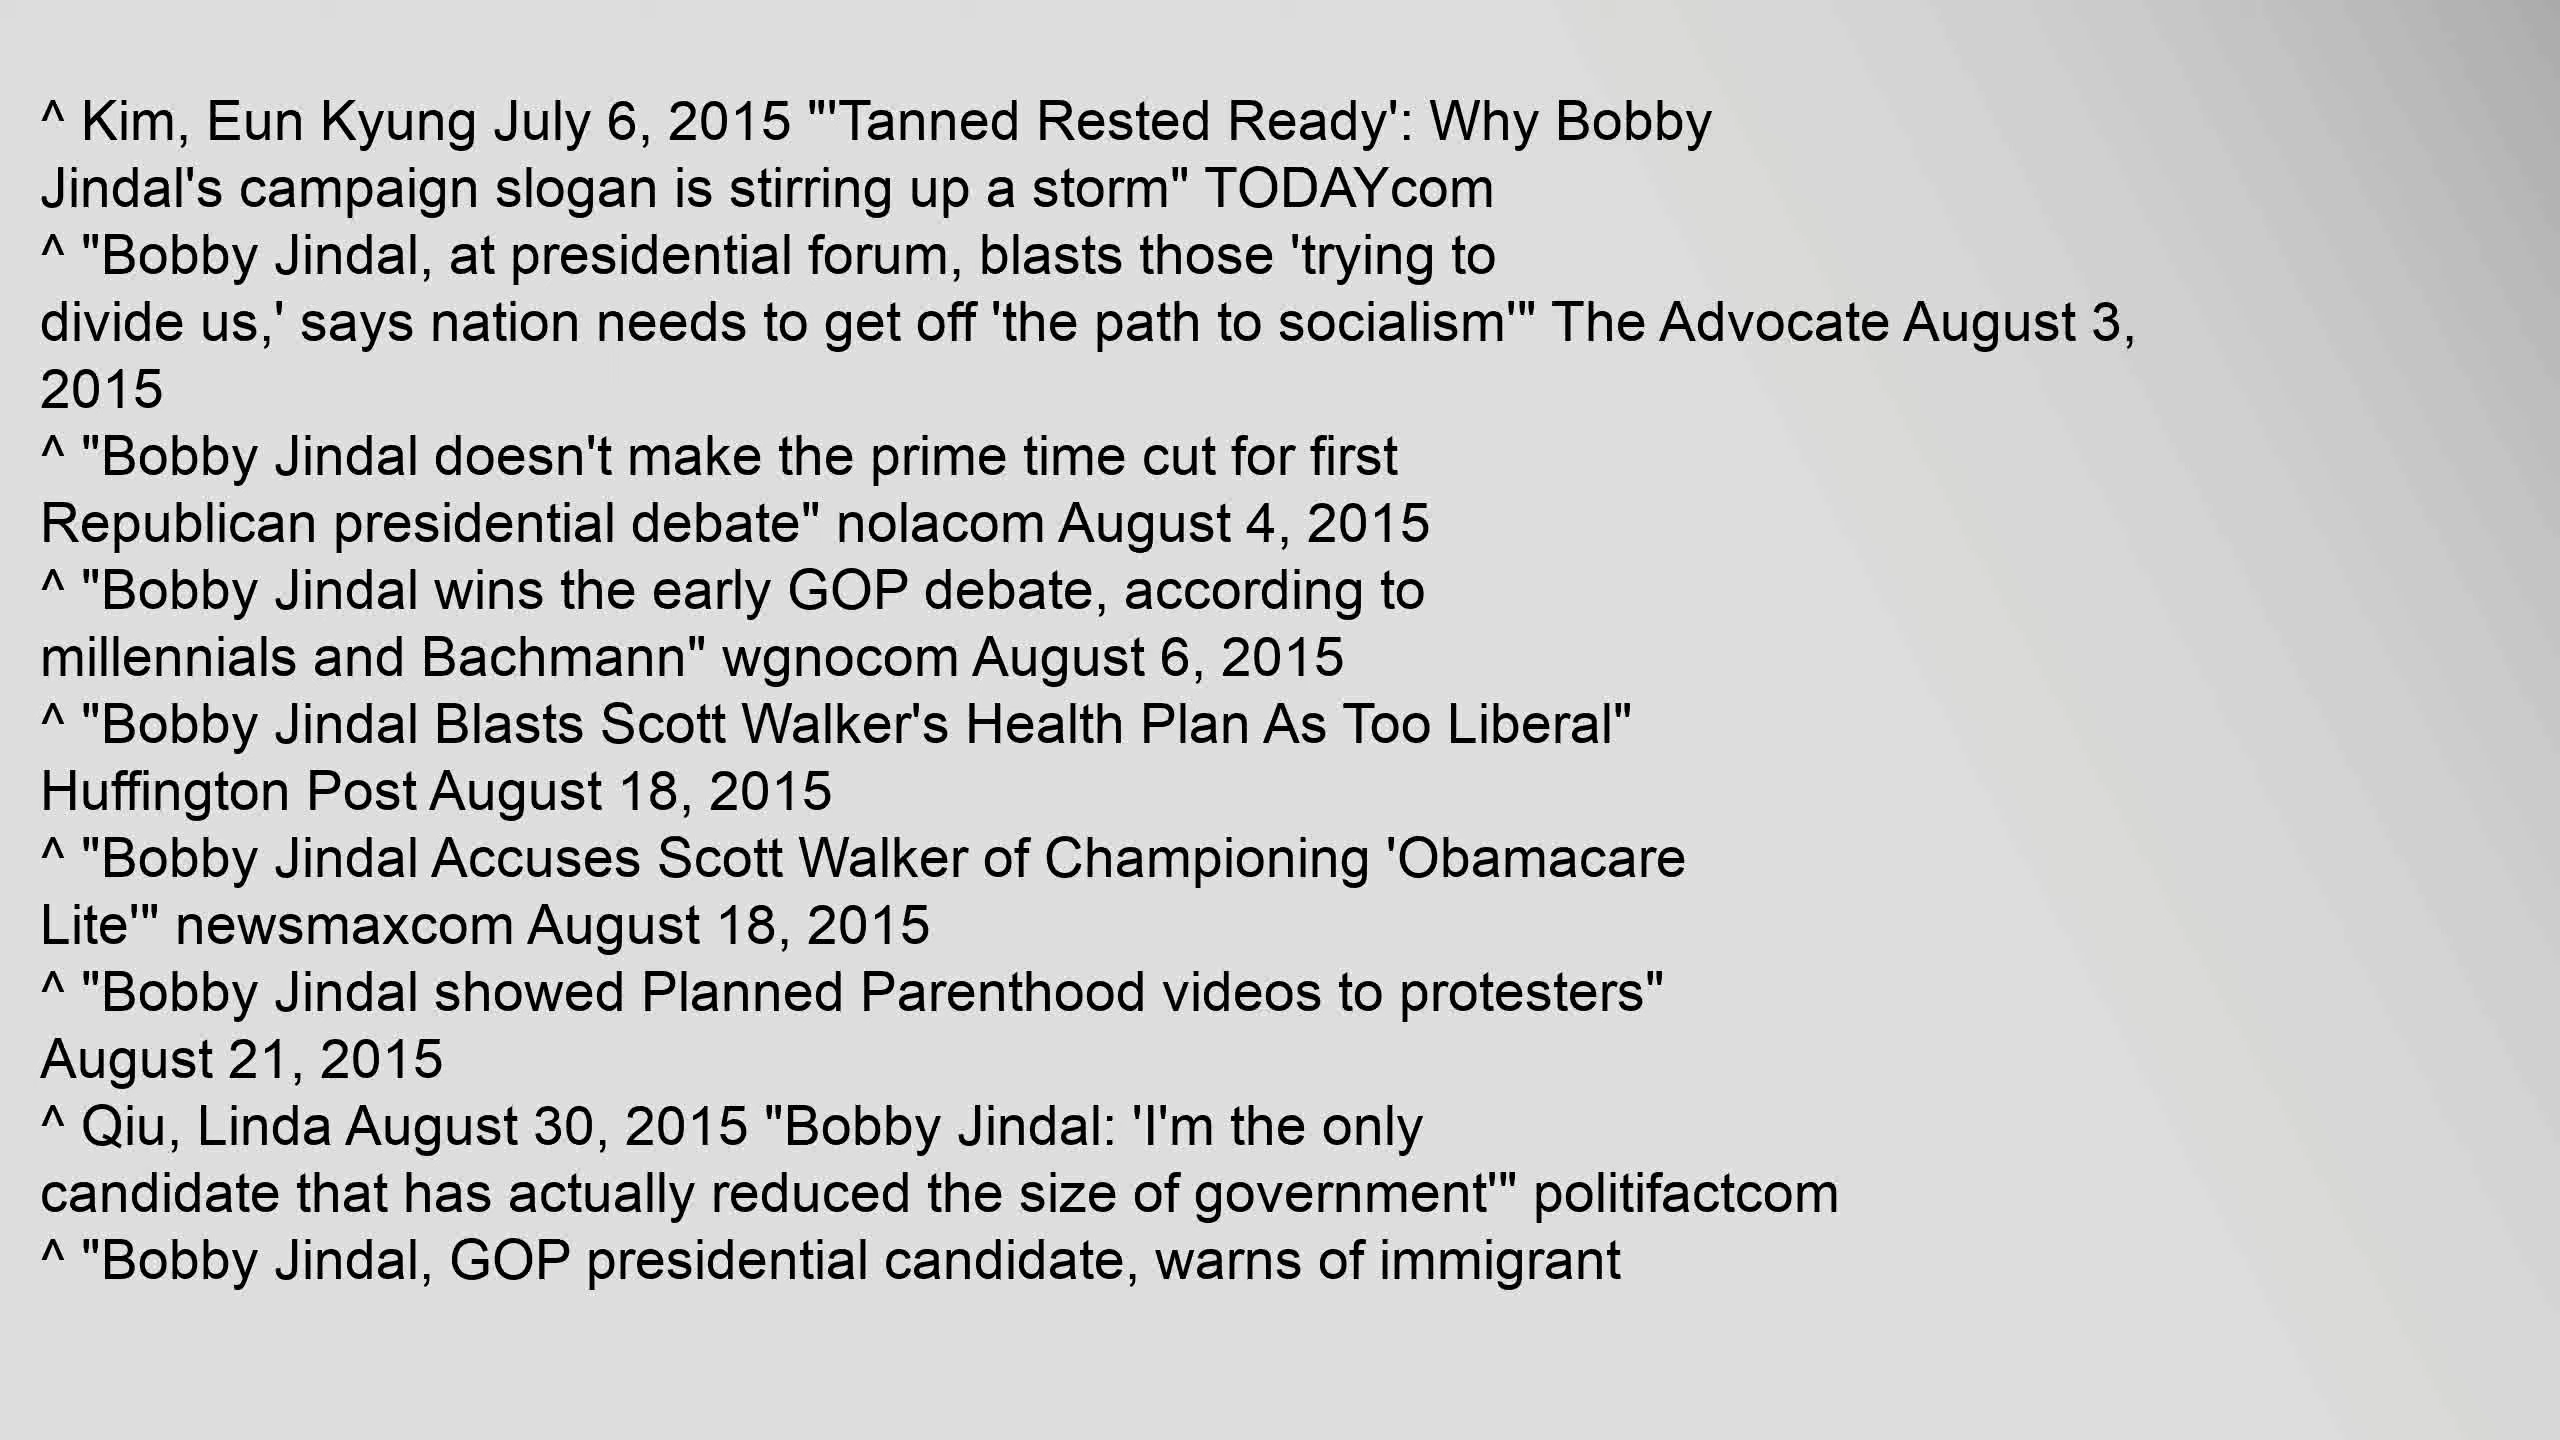 ^ Kim, Eun Kyung July 6, 2015 "'Tanned Rested Ready': Why Bobby
Jindal's campaign slogan is stirring up a storm" TODAYcom
^ "Bobby Jindal, at presidential forum, blasts those 'trying to
divide us,' says nation needs to get off 'the path to socialism'" The Advocate August 3,
2015
^ "Bobby Jindal doesn't make the prime time cut for first
Republican presidential debate" nolacom August 4, 2015
^ "Bobby Jindal wins the early GOP debate, according to
millennials and Bachmann" wgnocom August 6, 2015
^ "Bobby Jindal Blasts Scott Walker's Health Plan As Too Liberal"
Huffington Post August 18, 2015
^ "Bobby Jindal Accuses Scott Walker of Championing 'Obamacare
Lite'" newsmaxcom August 18, 2015
^ "Bobby Jindal showed Planned Parenthood videos to protesters"
August 21, 2015
^ Qiu, Linda August 30, 2015 "Bobby Jindal: 'I'm the only
candidate that has actually reduced the size of government'" politifactcom
^ "Bobby Jindal, GOP presidential candidate, warns of immigrant